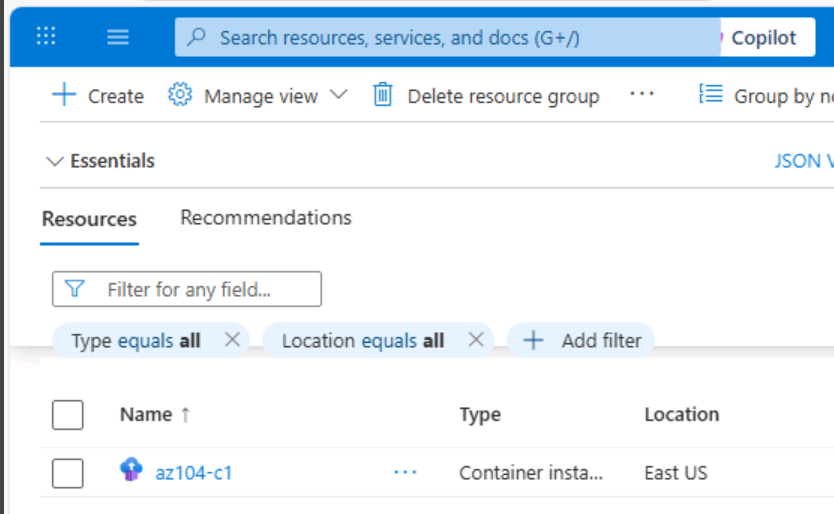 Search resources, services, and docs (G+/) Copilot
Create Manage view Delete resource group ... Group by no
Essentials JSON V
Resources Recommendations
Filter for any field...
Type equals all Location equals all Add filter
Name ↑ Type Location
az104-c1 ... Container insta... East US